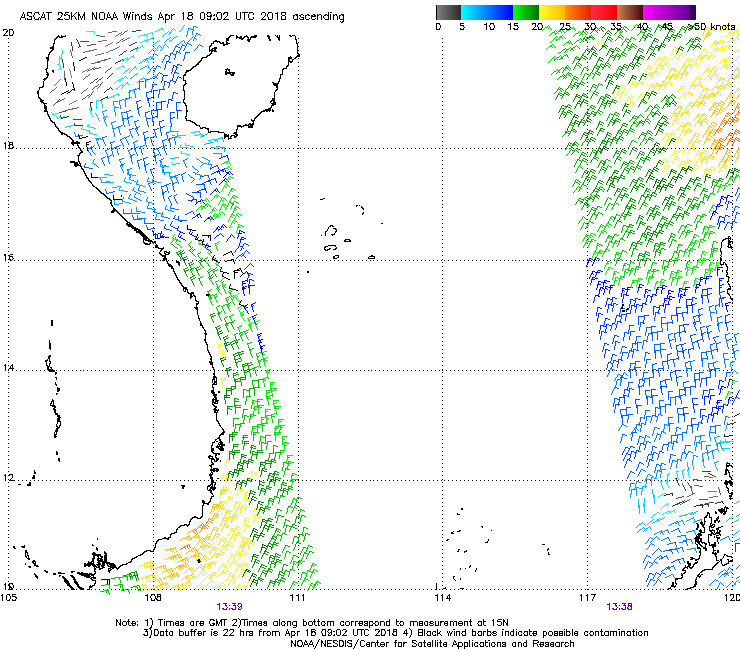 ASCAT 25KM NOAA Winds Apr 18 09:02 UTC 2018 ascending
0 5 10 15 20 25 30 35 40 45 >50 knots
20
18
16
14
12
10
105 108 111 114 117 120
13:39 13:38
Note: 1) Times are GMT 2)Times along bottom correspond to measurement at 15N
3)Data buffer is 22 hrs from Apr 18 09:02 UTC 2018 4) Black wind barbs indicate possible contamination
NOAA/NESDIS/Center for Satellite Applications and Research